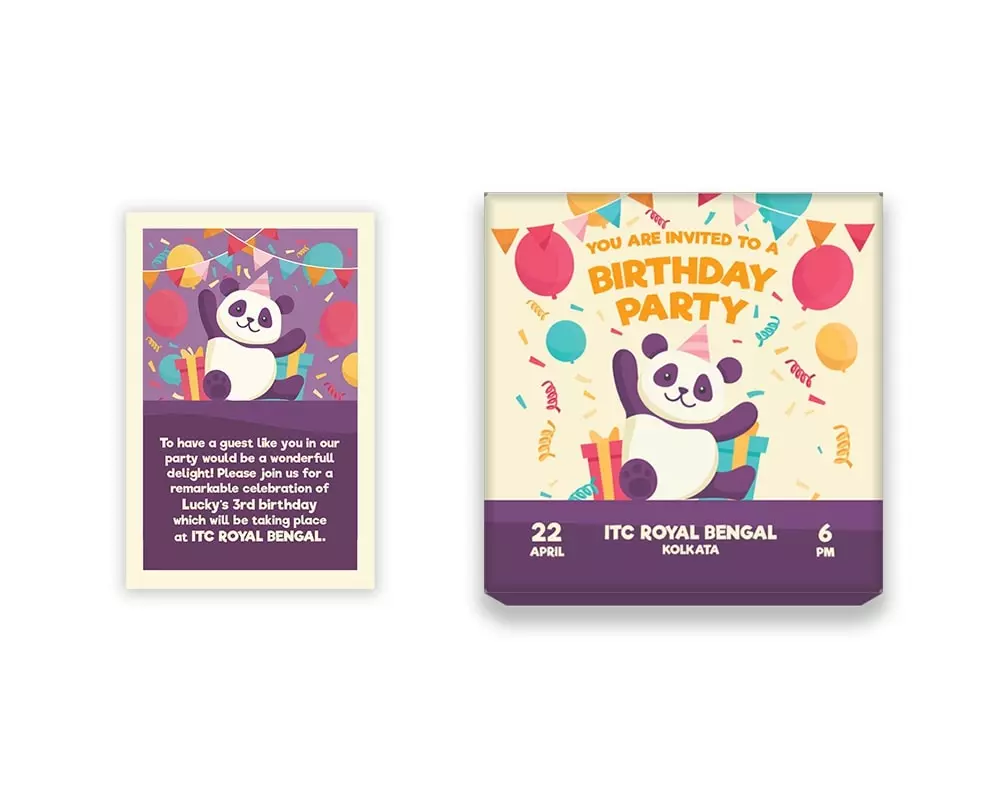 To have a guest like you in our
party would be a wonderfull
delight! Please join us for a
remarkable celebration of
Lucky's 3rd birthday
which will be taking place
at ITC ROYAL BENGAL.
YOU ARE INVITED TO A
BIRTHDAY
PARTY
22
APRIL
ITC ROYAL BENGAL
KOLKATA
6
PM